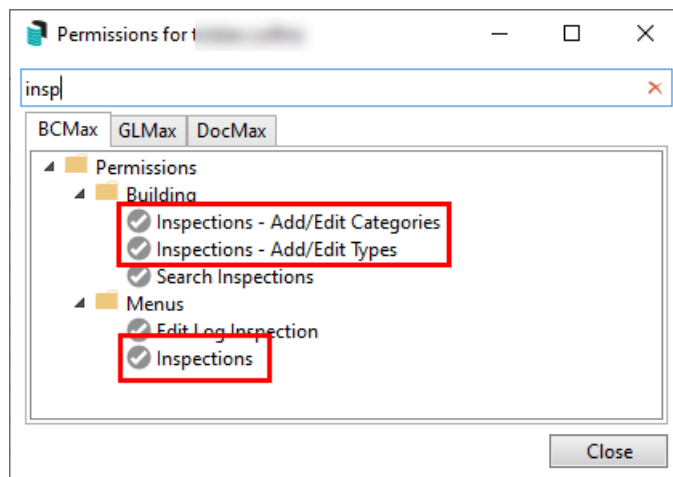 Permissions for
insp
BCMax GLMax DocMax
Permissions
Building
Inspections - Add/Edit Categories
Inspections - Add/Edit Types
Search Inspections
Menus
Edit Log Inspection
Inspections
Close